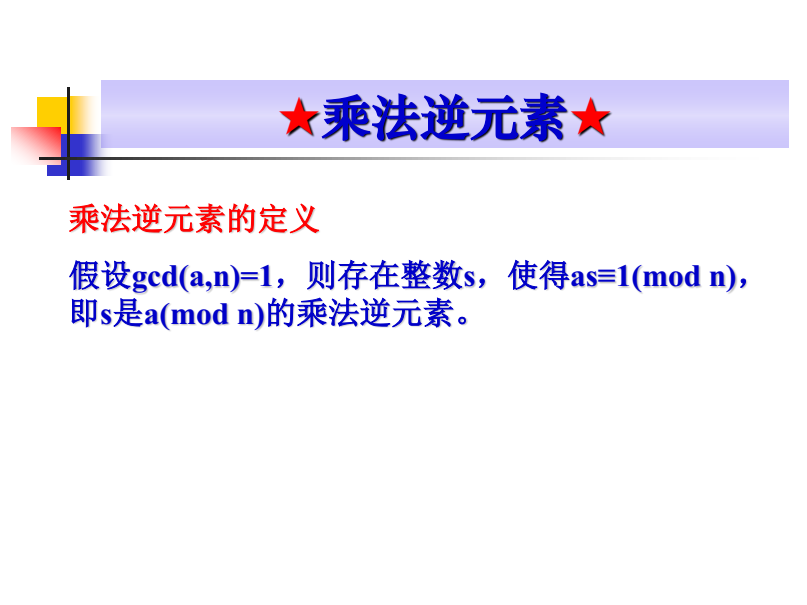 ★乘法逆元素★
乘法逆元素的定义
假设gcd(a,n)=1，则存在整数s，使得as≡1(mod n)，
即s是a(mod n)的乘法逆元素。